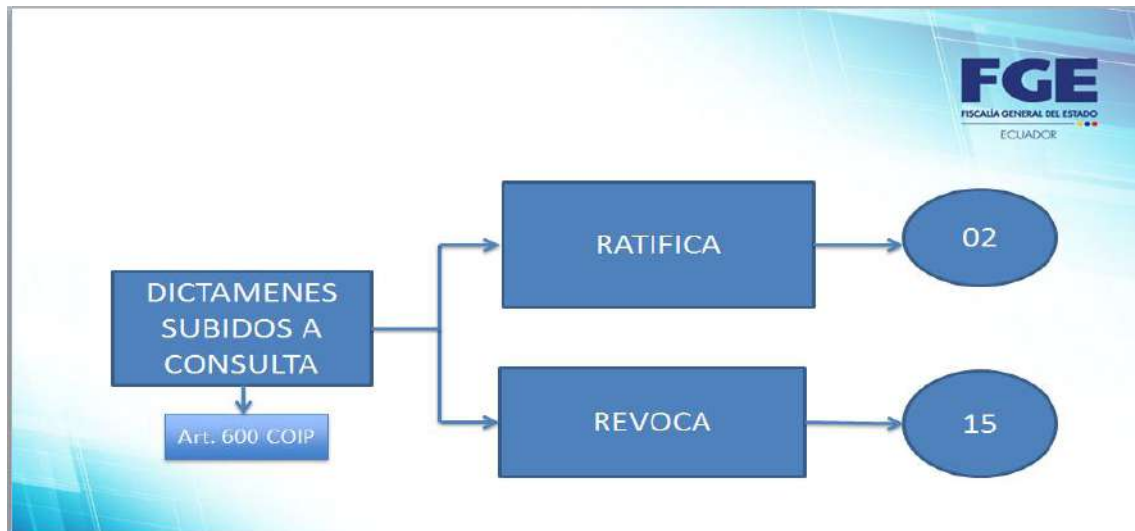 FGE
FISCALÍA GENERAL DEL ESTADO
ECUADOR
DICTAMENES
SUBIDOS A
CONSULTA
Art. 600 COIP
RATIFICA
02
REVOCA
15